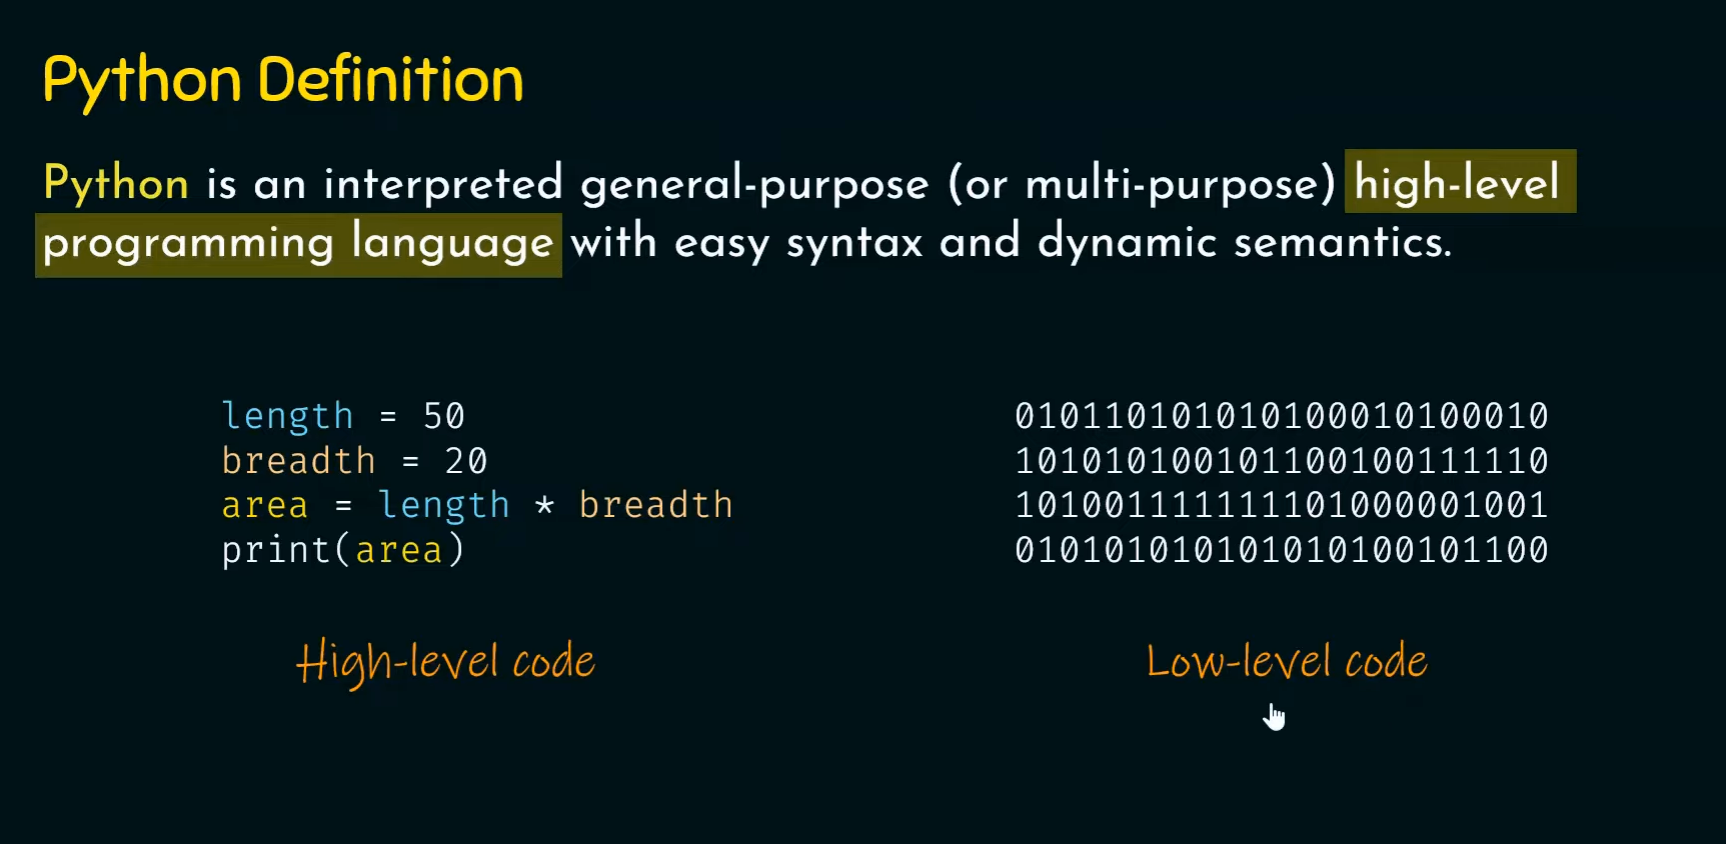 Python Definition
Python is an interpreted general-purpose (or multi-purpose) high-level
programming language with easy syntax and dynamic semantics.
length = 50
breadth = 20
area = length * breadth
print(area)
High-level code
010110101010100010100010
101010100101100100111110
101001111111101000001001
010101010101010100101100
Low-level code